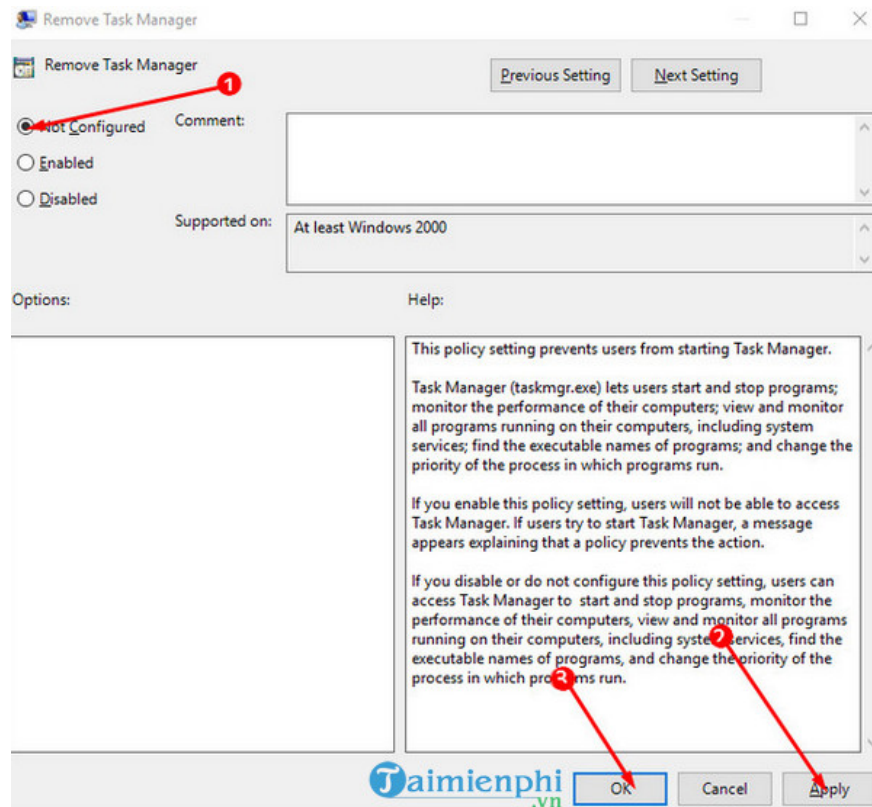 Remove Task Manager
Remove Task Manager
Previous Setting
Next Setting
1
Not Configured
Comment:
Enabled
Disabled
Supported on:
At least Windows 2000
Options:
Help:
This policy setting prevents users from starting Task Manager.
Task Manager (taskmgr.exe) lets users start and stop programs;
monitor the performance of their computers; view and monitor
all programs running on their computers, including system
services; find the executable names of programs; and change the
priority of the process in which programs run.
If you enable this policy setting, users will not be able to access
Task Manager. If users try to start Task Manager, a message
appears explaining that a policy prevents the action.
If you disable or do not configure this policy setting, users can
access Task Manager to  start and stop programs, monitor the
performance of their computers, view and monitor all programs
running on their computers, including system services, find the
executable names of programs, and change the priority of the
process in which programs run.
2
3
Taimienphi
.vn
OK
Cancel
Apply